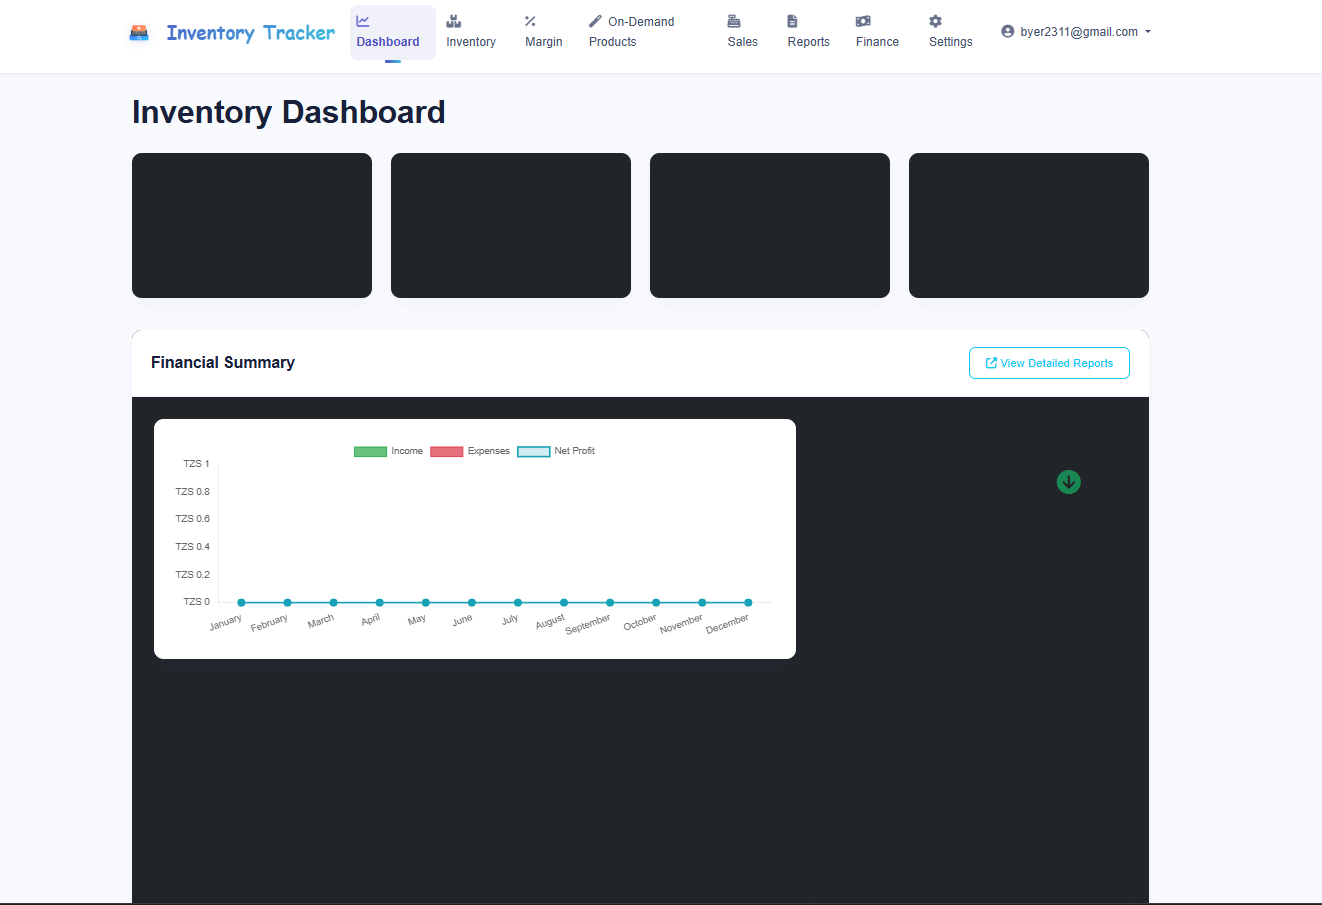 Inventory Tracker
Dashboard
Inventory
Margin
On-Demand
Products
Sales
Reports
Finance
Settings
byer2311@gmail.com
Inventory Dashboard
Financial Summary
View Detailed Reports
Income
Expenses
Net Profit
TZS 1
TZS 0.8
TZS 0.6
TZS 0.4
TZS 0.2
TZS 0
January
February
March
April
May
June
July
August
September
October
November
December